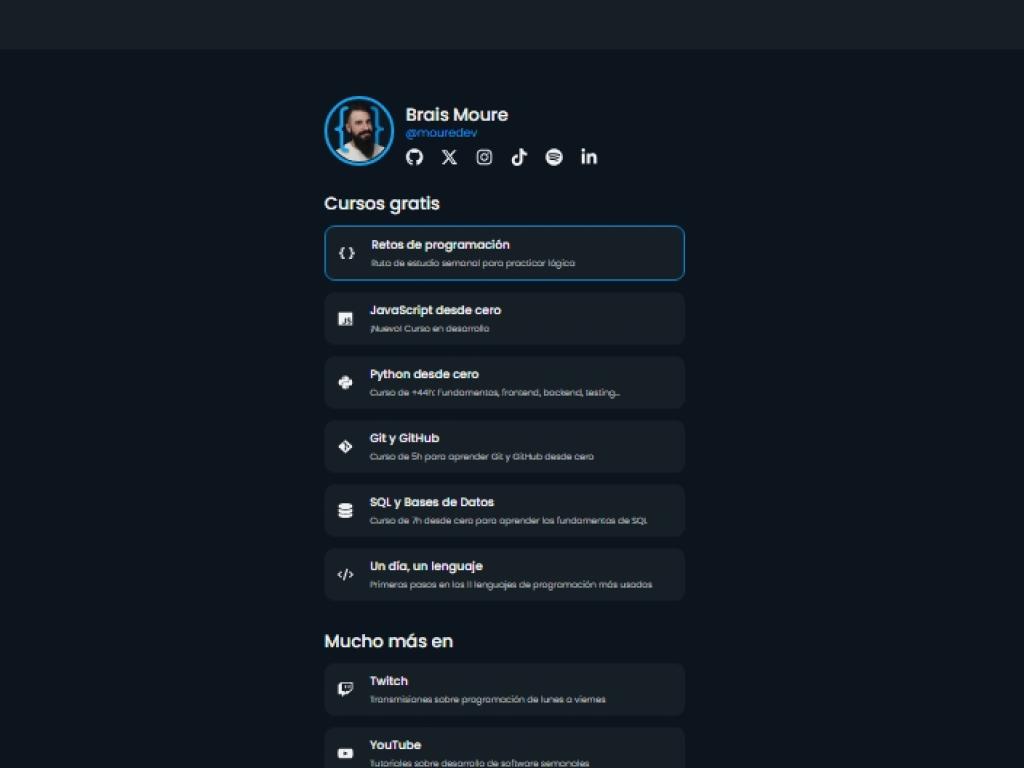 Brais Moure
@mouredev
Cursos gratis
Retos de programación
Ruta de estudio semanal para practicar lógica
JavaScript desde cero
¡Nuevo! Curso en desarrollo
Python desde cero
Curso de +44h: Fundamentos, frontend, backend, testing...
Git y GitHub
Curso de 5h para aprender Git y GitHub desde cero
SQL y Bases de Datos
Curso de 7h desde cero para aprender los fundamentos de SQL
Un día, un lenguaje
Primeros pasos en los 11 lenguajes de programación más usados
Mucho más en
Twitch
Transmisiones sobre programación de lunes a viernes
YouTube
Tutoriales sobre desarrollo de software semanales